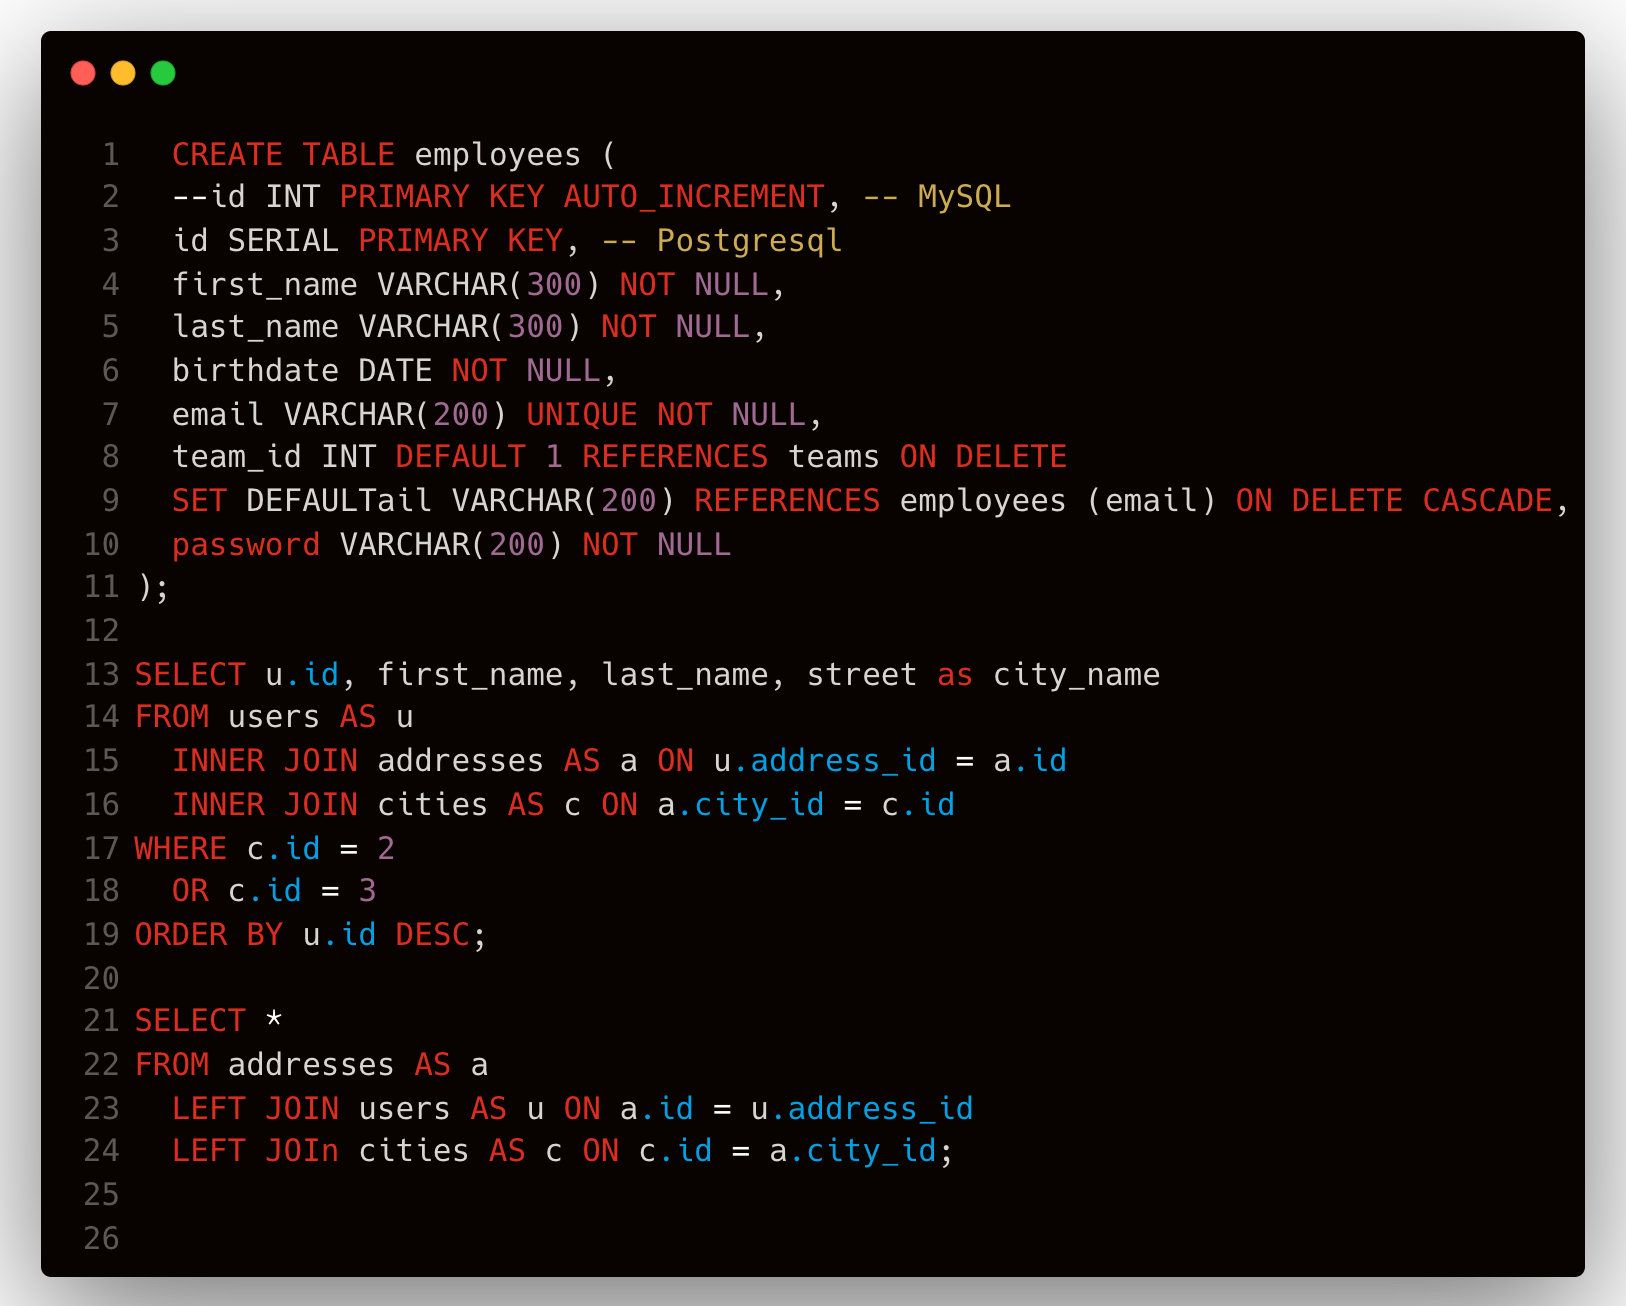 1 CREATE TABLE employees (
2 --id INT PRIMARY KEY AUTO_INCREMENT, -- MySQL
3 id SERIAL PRIMARY KEY, -- Postgresql
4 first_name VARCHAR(300) NOT NULL,
5 last_name VARCHAR(300) NOT NULL,
6 birthdate DATE NOT NULL,
7 email VARCHAR(200) UNIQUE NOT NULL,
8 team_id INT DEFAULT 1 REFERENCES teams ON DELETE
9 SET DEFAULTail VARCHAR(200) REFERENCES employees (email) ON DELETE CASCADE,
10 password VARCHAR(200) NOT NULL
11 );
12
13 SELECT u.id, first_name, last_name, street as city_name
14 FROM users AS u
15 INNER JOIN addresses AS a ON u.address_id = a.id
16 INNER JOIN cities AS c ON a.city_id = c.id
17 WHERE c.id = 2
18 OR c.id = 3
19 ORDER BY u.id DESC;
20
21 SELECT *
22 FROM addresses AS a
23 LEFT JOIN users AS u ON a.id = u.address_id
24 LEFT JOIn cities AS c ON c.id = a.city_id;
25
26